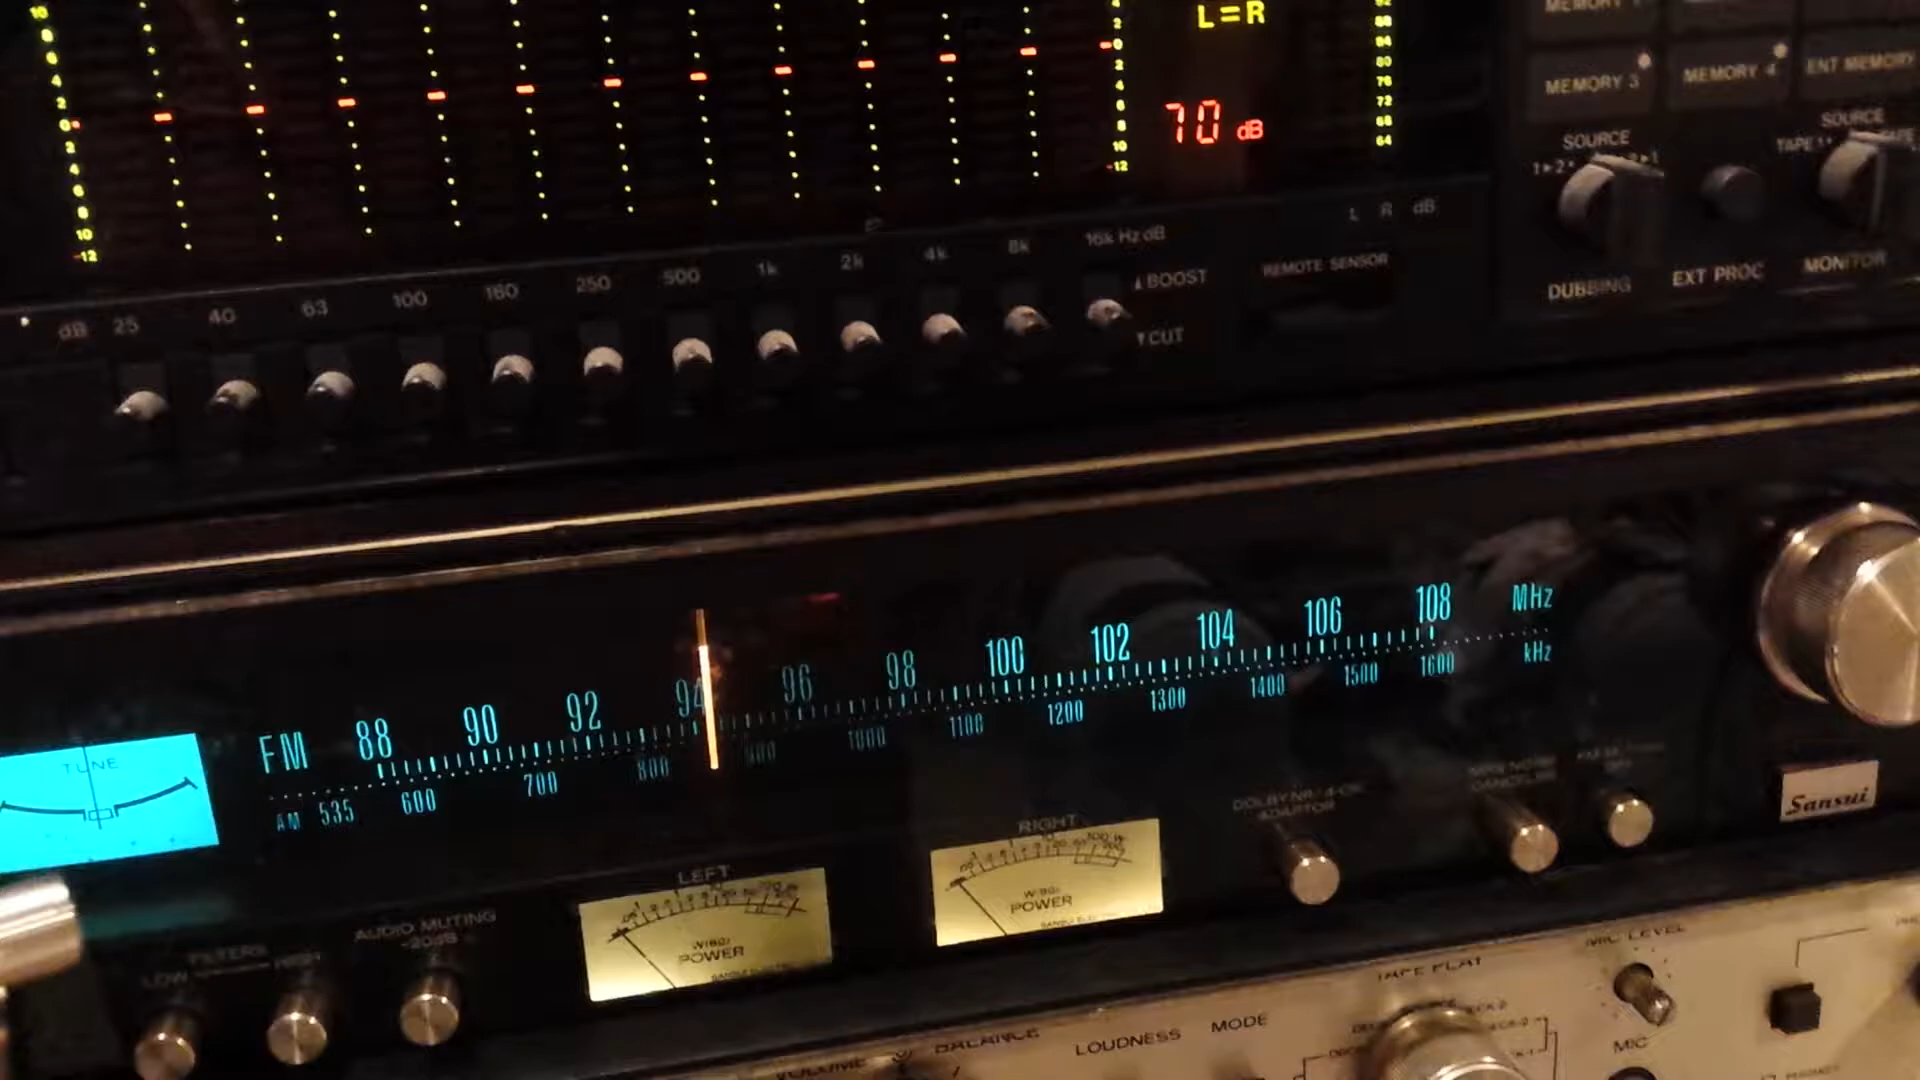 L=R
70 dB
MEMORY 3 MEMORY 4 ENT MEMORY
SOURCE SOURCE
DUBBING EXT PROC MONITOR
dB 25 40 63 100 160 250 500 1k 2k 4k 8k 16k Hz dB
BOOST
CUT
L R dB
REMOTE SENSOR
FM 88 90 92 94 96 98 100 102 104 106 108 MHz
AM 535 600 700 800 900 1000 1100 1200 1300 1400 1500 1600 kHz
TUNE
Sansui
FILTERS
LOW HIGH
AUDIO MUTING
-20dB
LEFT
POWER
RIGHT
POWER
DOLBY NR/4-CH
ADAPTOR
VOLUME BALANCE LOUDNESS MODE
TAPE PLAY
MIC LEVEL
MIC